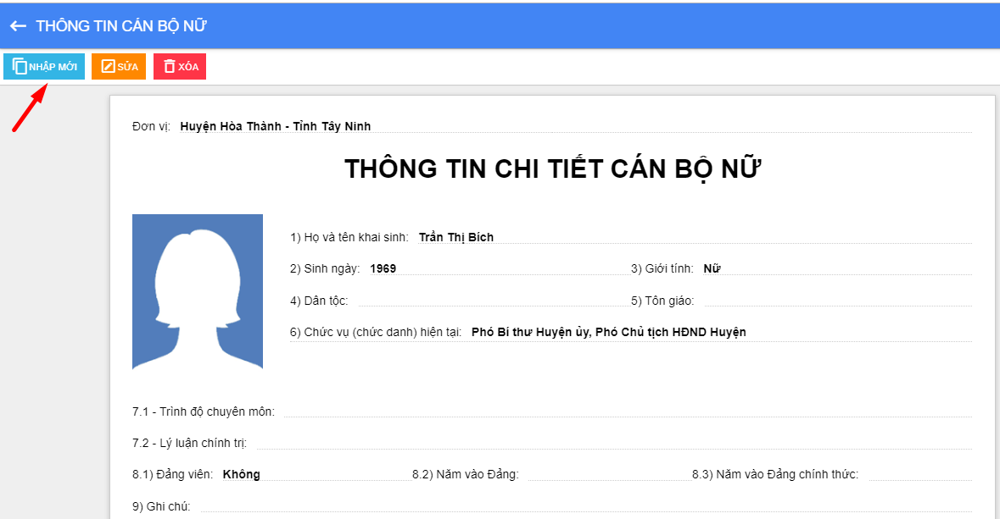 THÔNG TIN CÁN BỘ NỮ
NHẬP MỚI SỬA XÓA
Đơn vị: Huyện Hòa Thành - Tỉnh Tây Ninh
THÔNG TIN CHI TIẾT CÁN BỘ NỮ
1) Họ và tên khai sinh: Trần Thị Bích
2) Sinh ngày: 1969 3) Giới tính: Nữ
4) Dân tộc: 5) Tôn giáo:
6) Chức vụ (chức danh) hiện tại: Phó Bí thư Huyện ủy, Phó Chủ tịch HĐND Huyện
7.1 - Trình độ chuyên môn:
7.2 - Lý luận chính trị:
8.1) Đảng viên: Không 8.2) Năm vào Đảng: 8.3) Năm vào Đảng chính thức:
9) Ghi chú: